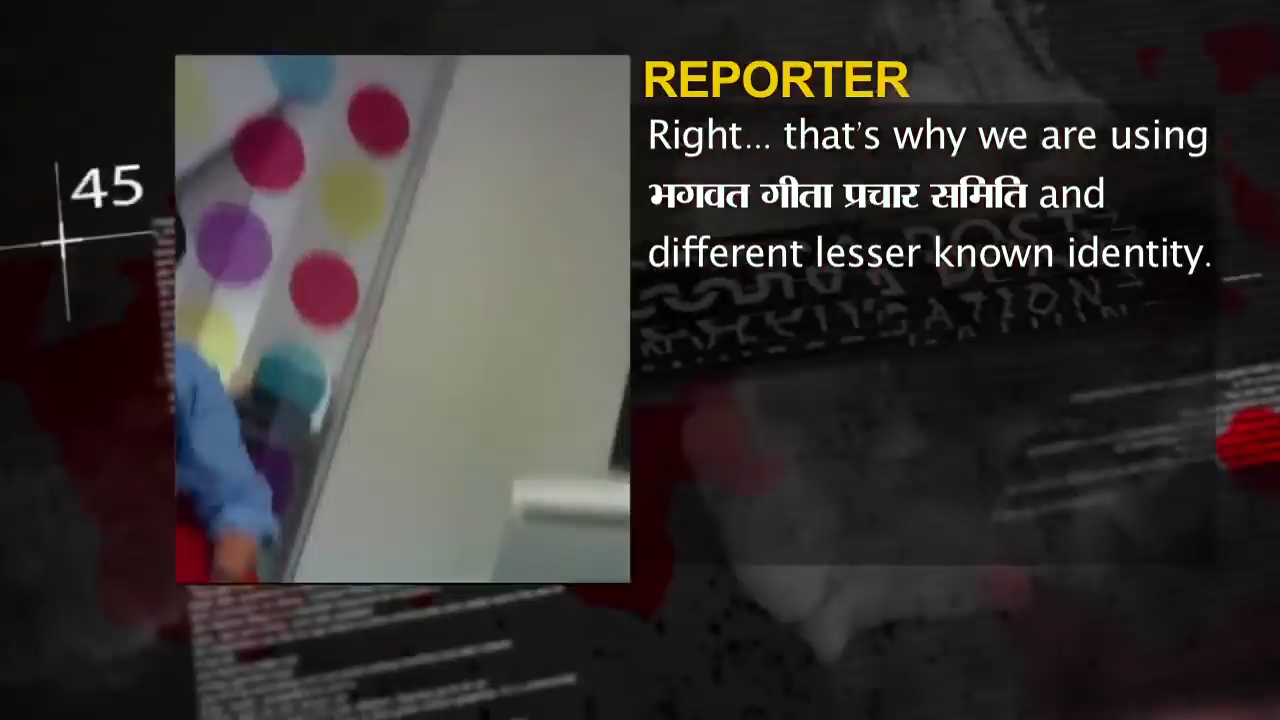 REPORTER
Right... that's why we are using
भगवत गीता प्रचार समिति and
different lesser known identity.
45